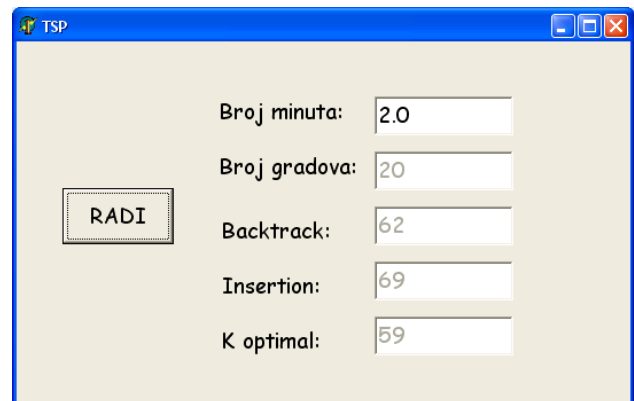 TSP
Broj minuta: 2.0
Broj gradova: 20
RADI
Backtrack: 62
Insertion: 69
K optimal: 59